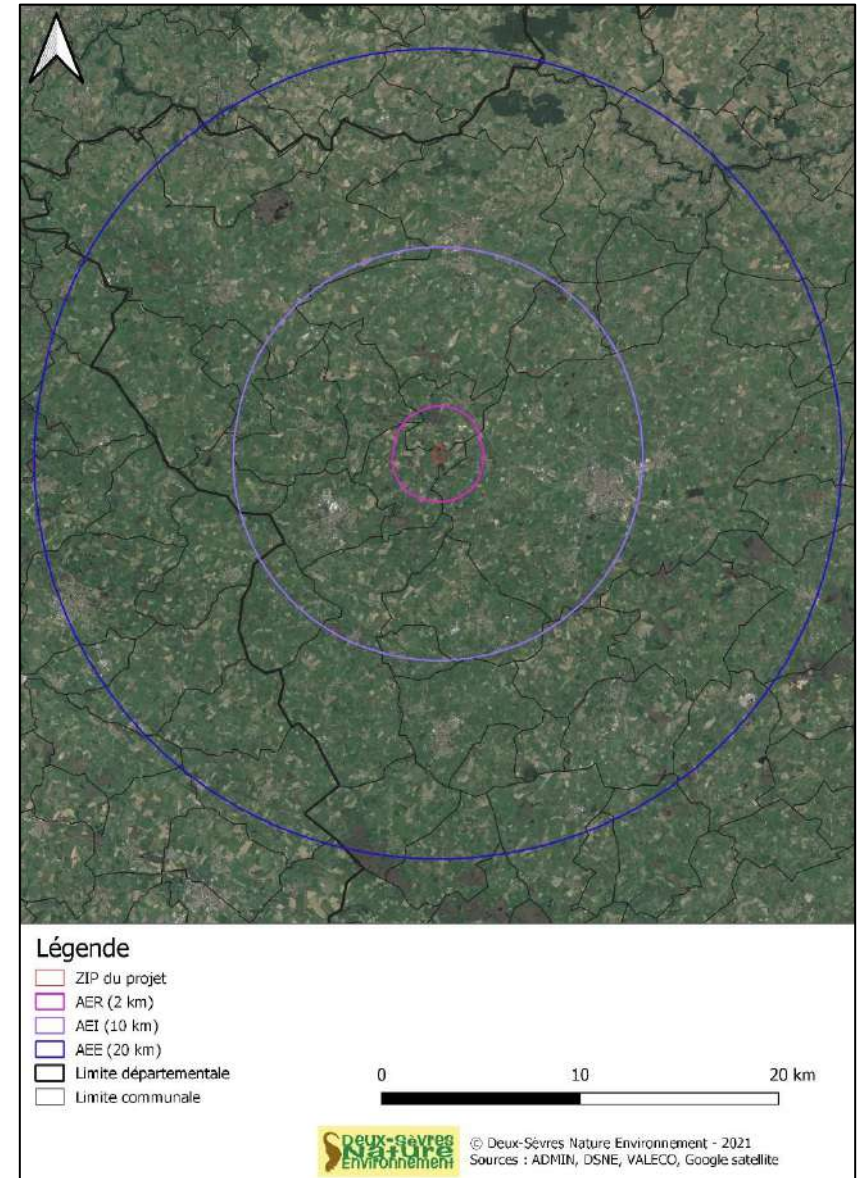 Légende
ZIP du projet
AER (2 km)
AEI (10 km)
AEE (20 km)
Limite départementale
Limite communale
0 10 20 km
DEUX-SÈVRES
NATURE
ENVIRONNEMENT
© Deux-Sèvres Nature Environnement - 2021
Sources : ADMIN, DSNE, VALECO, Google satellite